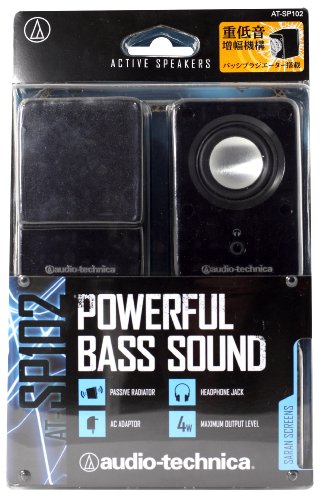 AT-SP102
重低音
増幅機構
パッシブラジエーター搭載
ACTIVE SPEAKERS
audio-technica
audio-technica
AT-SP102
POWERFUL
BASS SOUND
PASSIVE RADIATOR
HEADPHONE JACK
AC ADAPTOR
4W
MAXIMUM OUTPUT LEVEL
SARAN SCREENS
audio-technica